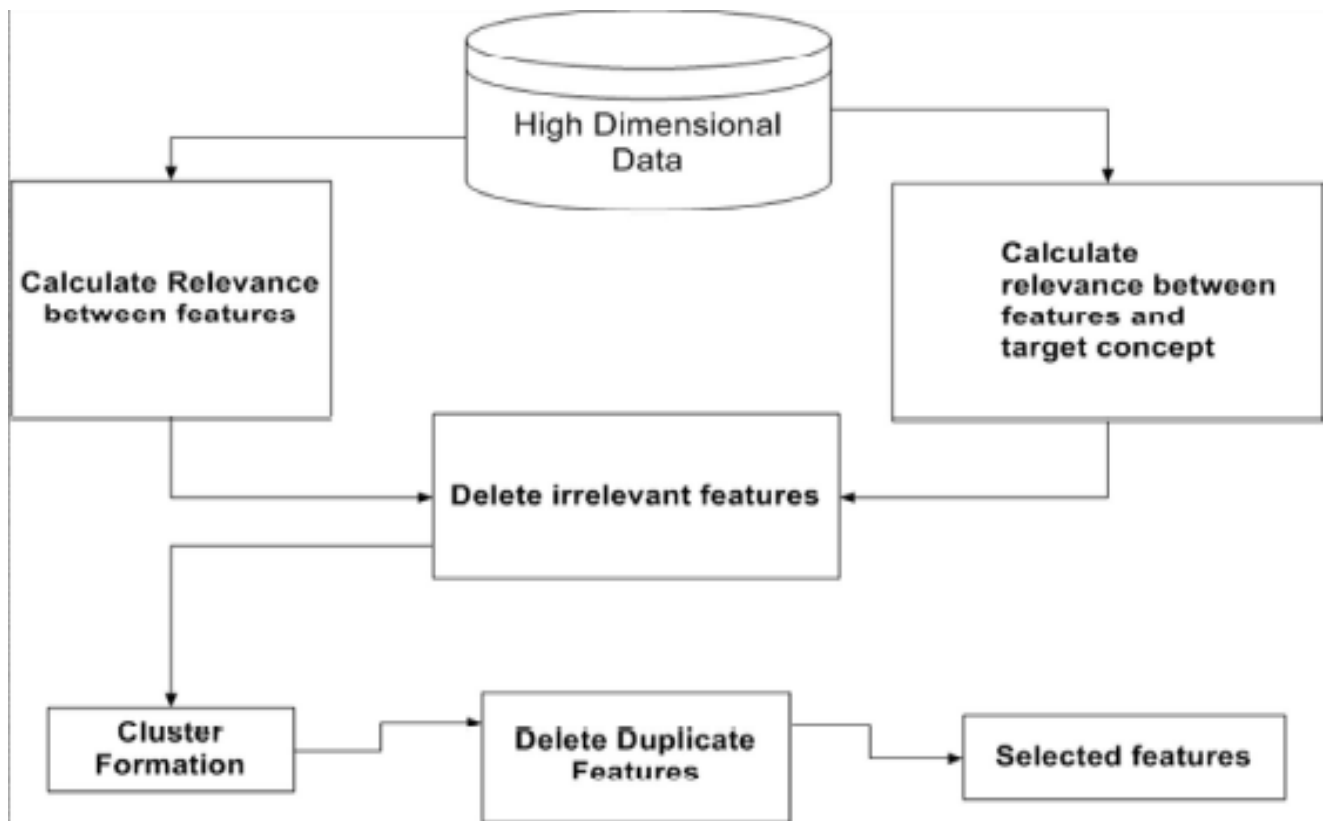 High Dimensional
Data
Calculate Relevance
between features
Calculate
relevance between
features and
target concept
Delete irrelevant features
Cluster
Formation
Delete Duplicate
Features
Selected features